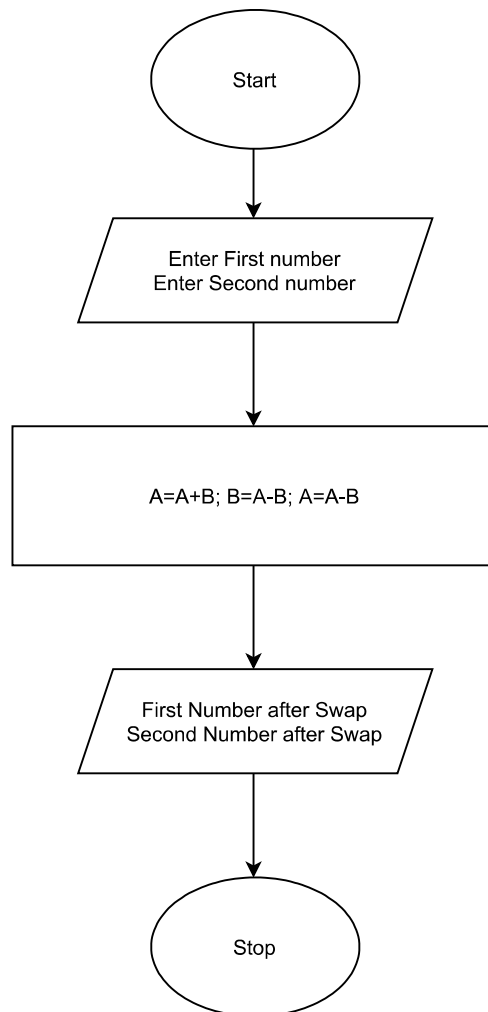 Start
Enter First number
Enter Second number
A=A+B; B=A-B; A=A-B
First Number after Swap
Second Number after Swap
Stop